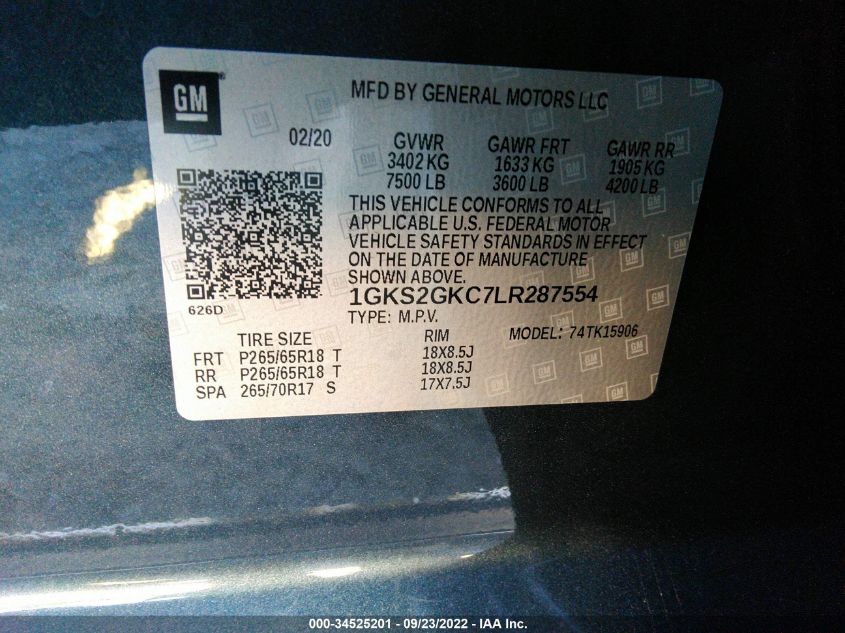 GM
MFD BY GENERAL MOTORS LLC
02/20 GVWR GAWR FRT GAWR RR
3402 KG 1633 KG 1905 KG
7500 LB 3600 LB 4200 LB
THIS VEHICLE CONFORMS TO ALL
APPLICABLE U.S. FEDERAL MOTOR
VEHICLE SAFETY STANDARDS IN EFFECT
ON THE DATE OF MANUFACTURE
SHOWN ABOVE.
1GKS2GKC7LR287554
626D
TYPE: M.P.V. MODEL: 74TK15906
TIRE SIZE RIM
FRT P265/65R18 T 18X8.5J
RR P265/65R18 T 18X8.5J
SPA 265/70R17 S 17X7.5J
000-34525201 - 09/23/2022 - IAA Inc.